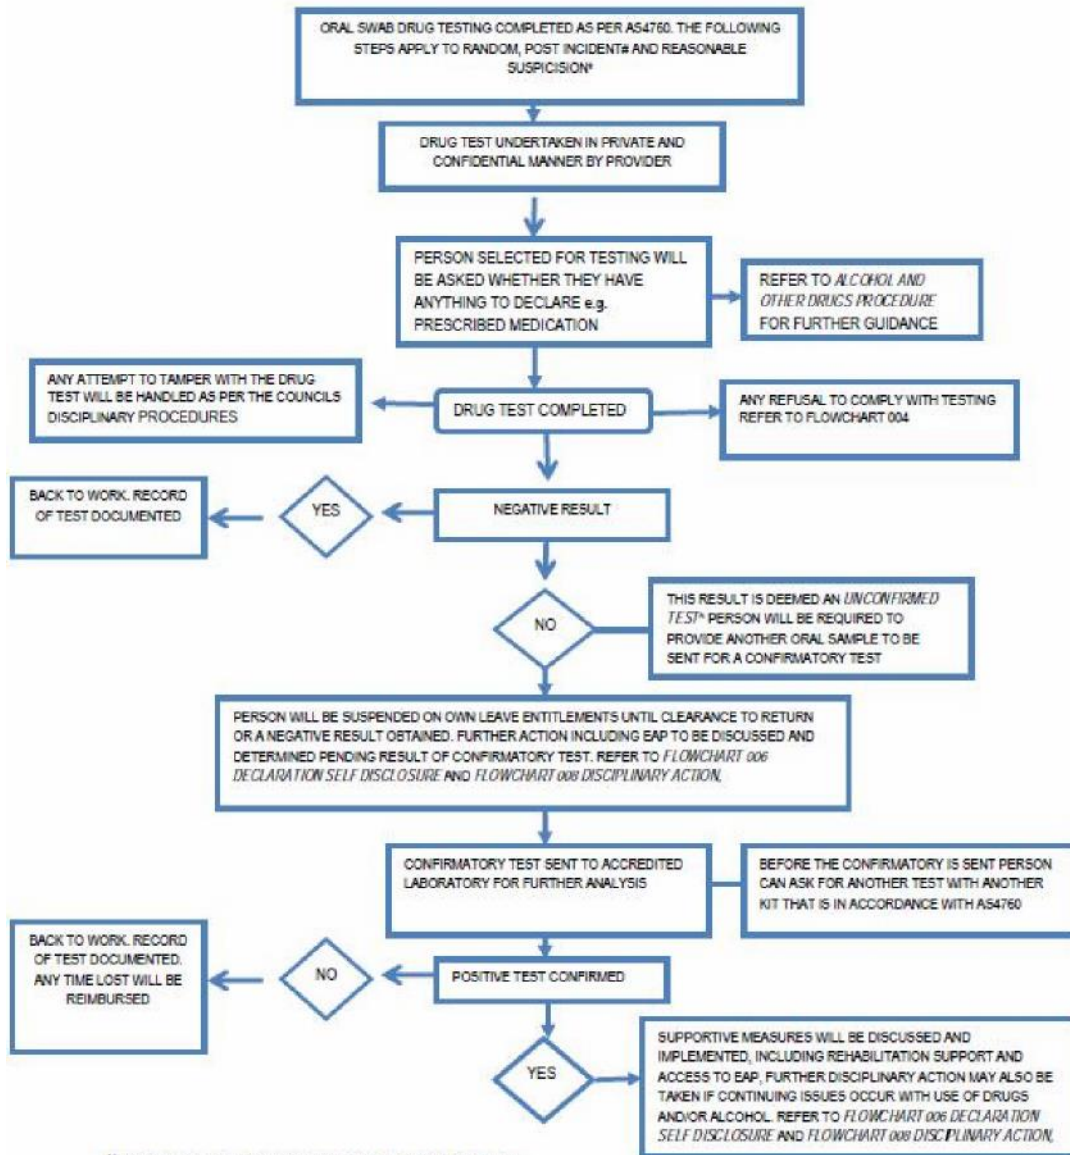 ORAL SWAB DRUG TESTING COMPLETED AS PER AS4760. THE FOLLOWING
STEPS APPLY TO RANDOM, POST INCIDENT# AND REASONABLE
SUSPICISION*
DRUG TEST UNDERTAKEN IN PRIVATE AND
CONFIDENTIAL MANNER BY PROVIDER
PERSON SELECTED FOR TESTING WILL
BE ASKED WHETHER THEY HAVE
ANYTHING TO DECLARE e.g.
PRESCRIBED MEDICATION
REFER TO ALCOHOL AND
OTHER DRUGS PROCEDURE
FOR FURTHER GUIDANCE
ANY ATTEMPT TO TAMPER WITH THE DRUG
TEST WILL BE HANDLED AS PER THE COUNCILS
DISCIPLINARY PROCEDURES
DRUG TEST COMPLETED
ANY REFUSAL TO COMPLY WITH TESTING
REFER TO FLOWCHART 004
BACK TO WORK. RECORD
OF TEST DOCUMENTED
YES
NEGATIVE RESULT
NO
THIS RESULT IS DEEMED AN UNCONFIRMED
TEST^ PERSON WILL BE REQUIRED TO
PROVIDE ANOTHER ORAL SAMPLE TO BE
SENT FOR A CONFIRMATORY TEST
PERSON WILL BE SUSPENDED ON OWN LEAVE ENTITLEMENTS UNTIL CLEARANCE TO RETURN
OR A NEGATIVE RESULT OBTAINED. FURTHER ACTION INCLUDING EAP TO BE DISCUSSED AND
DETERMINED PENDING RESULT OF CONFIRMATORY TEST. REFER TO FLOWCHART 006
DECLARATION SELF DISCLOSURE AND FLOWCHART 008 DISCIPLINARY ACTION,
CONFIRMATORY TEST SENT TO ACCREDITED
LABORATORY FOR FURTHER ANALYSIS
BEFORE THE CONFIRMATORY IS SENT PERSON
CAN ASK FOR ANOTHER TEST WITH ANOTHER
KIT THAT IS IN ACCORDANCE WITH AS4760
BACK TO WORK. RECORD
OF TEST DOCUMENTED.
ANY TIME LOST WILL BE
REIMBURSED
NO
POSITIVE TEST CONFIRMED
YES
SUPPORTIVE MEASURES WILL BE DISCUSSED AND
IMPLEMENTED, INCLUDING REHABILITATION SUPPORT AND
ACCESS TO EAP, FURTHER DISCIPLINARY ACTION MAY ALSO BE
TAKEN IF CONTINUING ISSUES OCCUR WITH USE OF DRUGS
AND/OR ALCOHOL. REFER TO FLOWCHART 006 DECLARATION
SELF DISCLOSURE AND FLOWCHART 008 DISCIPLINARY ACTION,